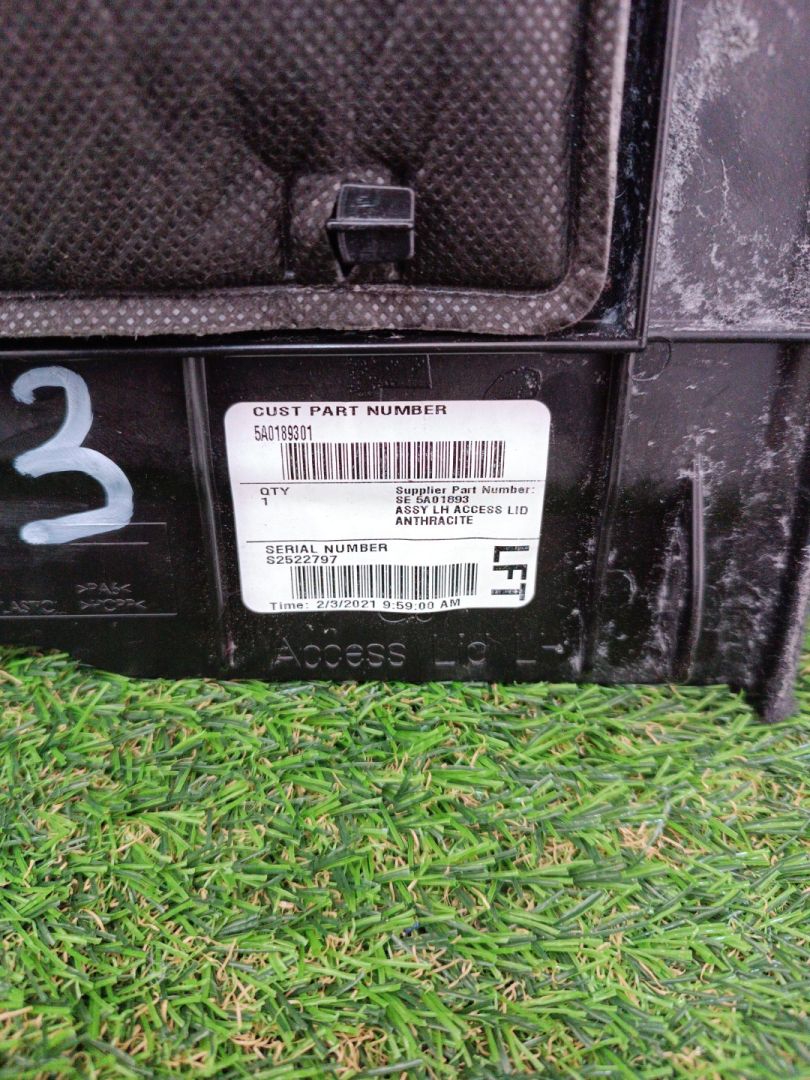 3
CUST PART NUMBER
5A0189301
QTY
1
Supplier Part Number:
SE 5A01893
ASSY LH ACCESS LID
ANTHRACITE
SERIAL NUMBER
S2522797
LFT
Time: 2/3/2021 9:59:00 AM
>PA6<
Access Lid L